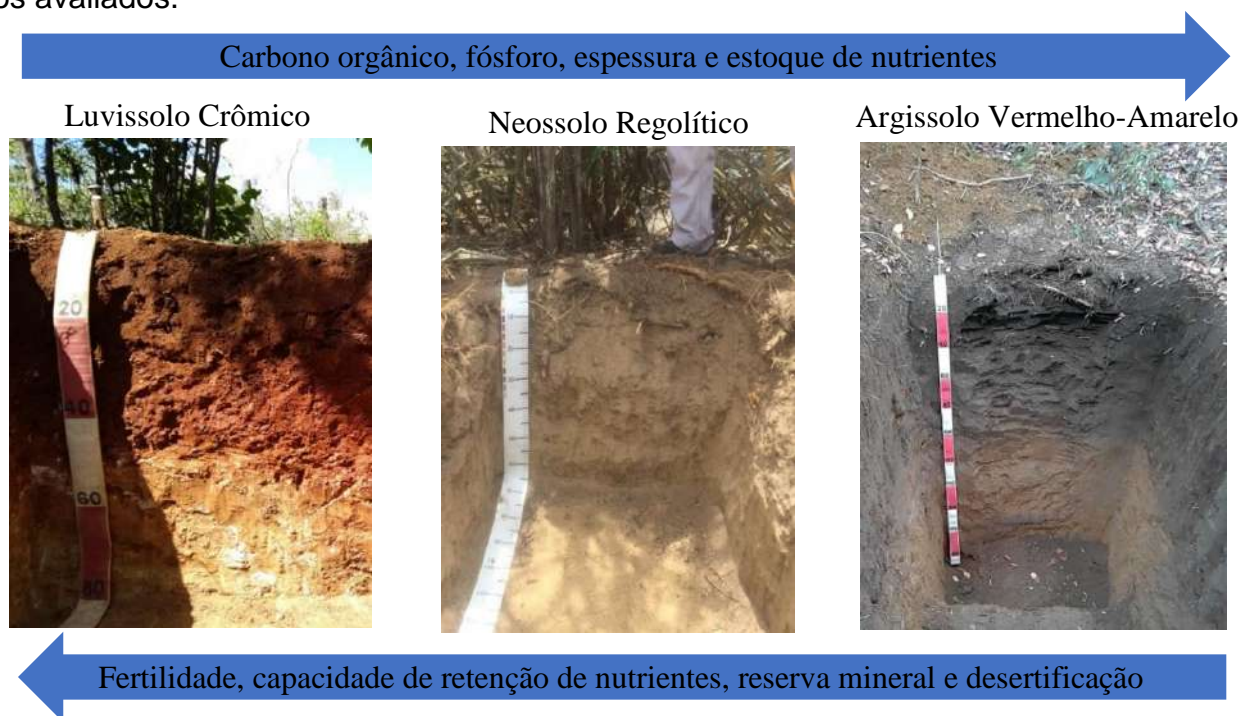 os avaliados.
Carbono orgânico, fósforo, espessura e estoque de nutrientes
Luvissolo Crômico
Neossolo Regolítico
Argissolo Vermelho-Amarelo
20
40
60
80
Fertilidade, capacidade de retenção de nutrientes, reserva mineral e desertificação